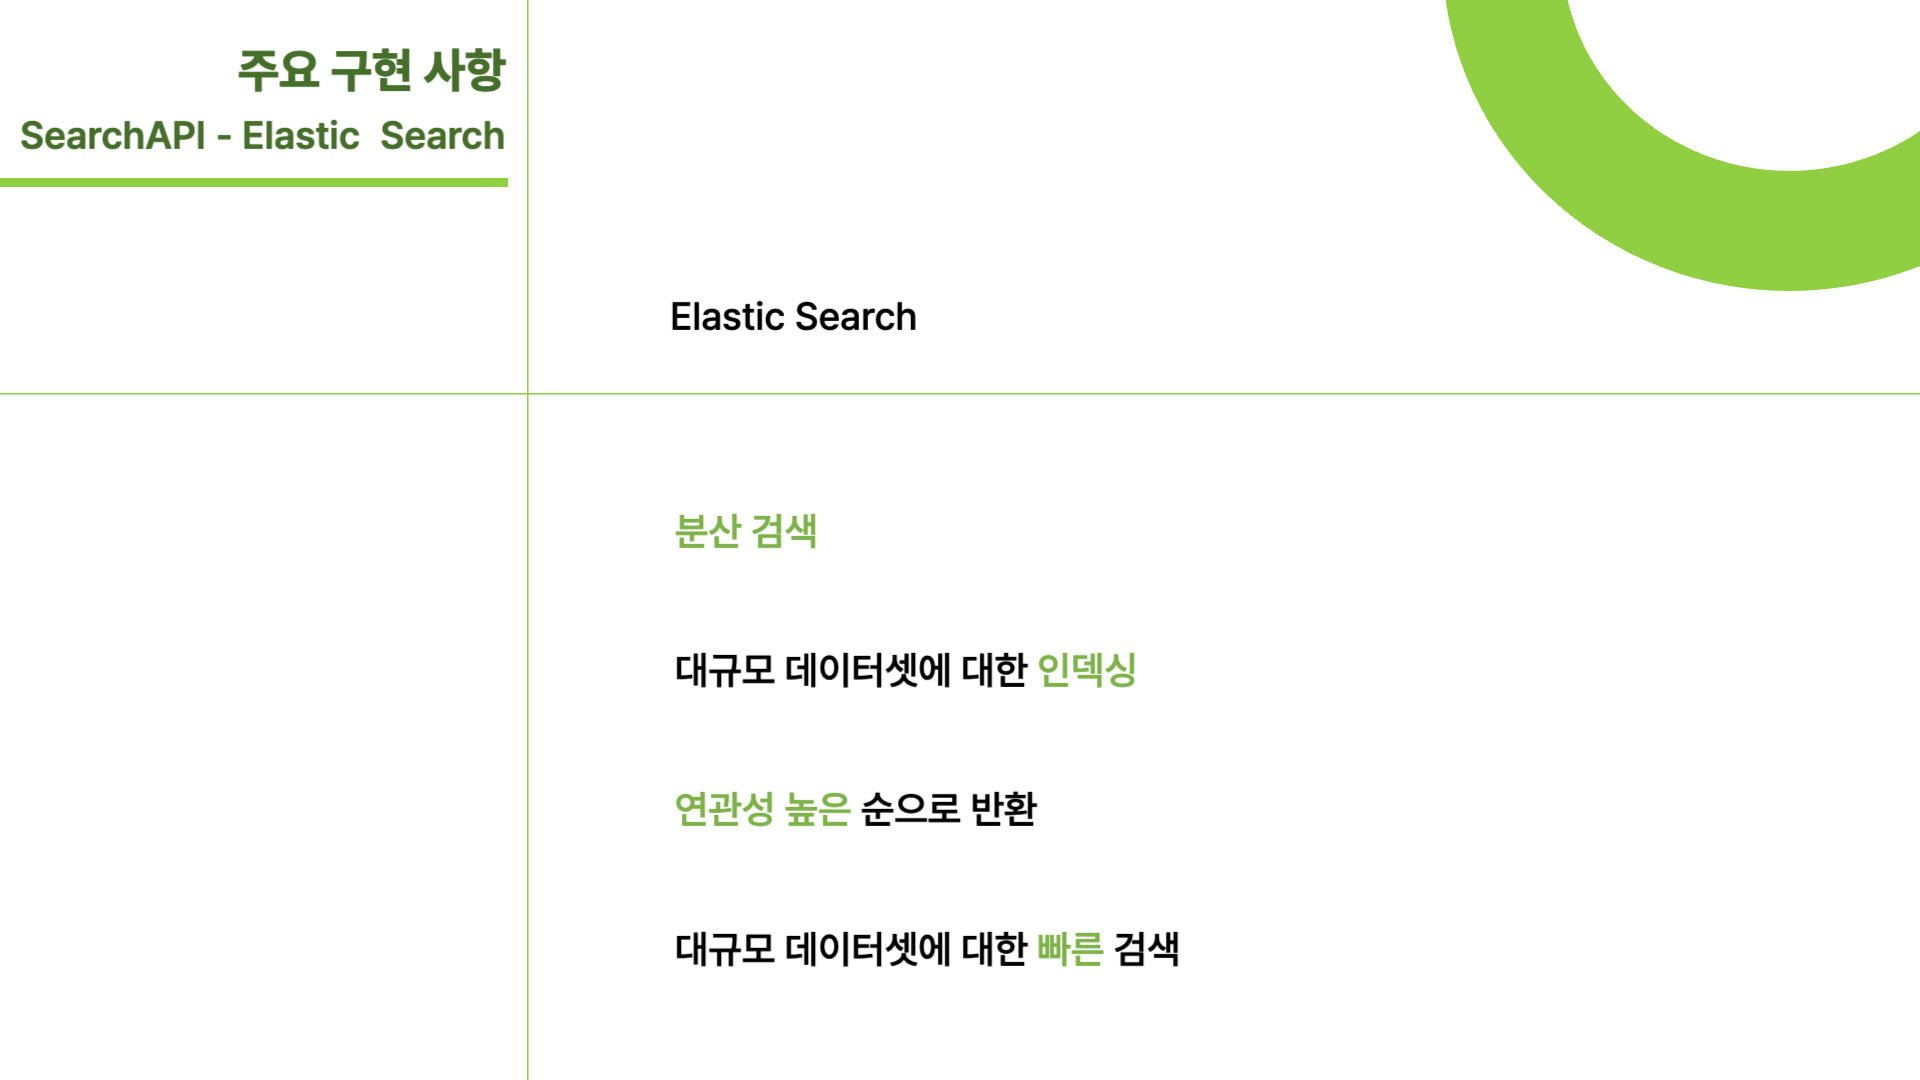 주요 구현 사항
SearchAPI - Elastic  Search
Elastic Search
분산 검색
대규모 데이터셋에 대한 인덱싱
연관성 높은 순으로 반환
대규모 데이터셋에 대한 빠른 검색